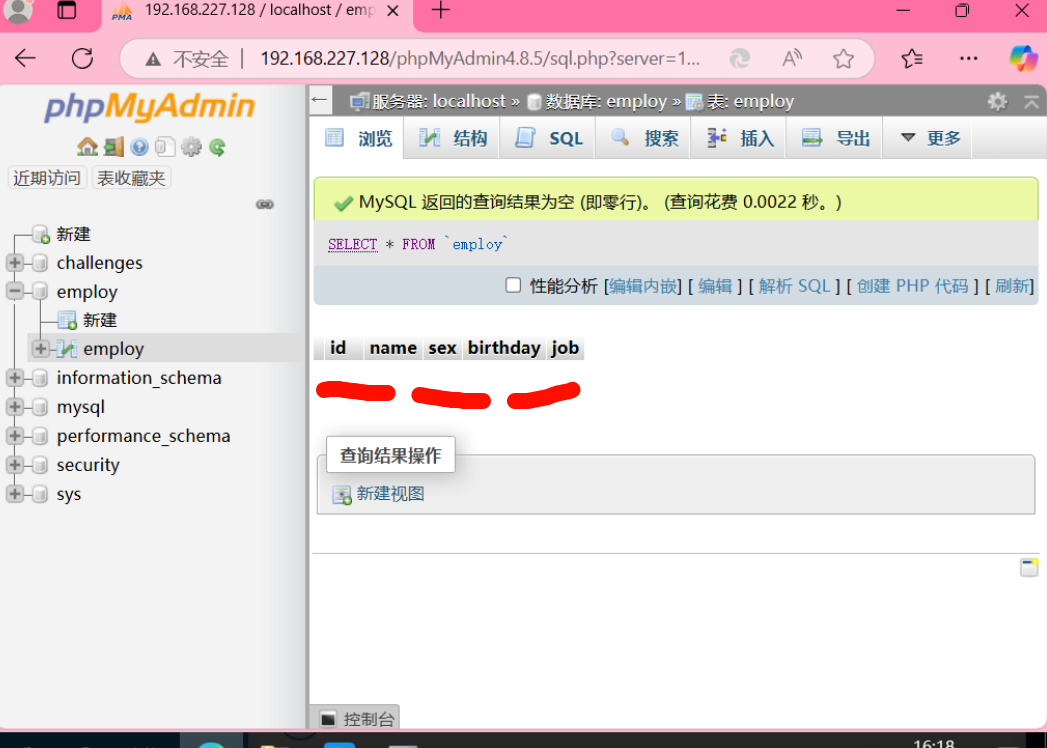 192.168.227.128 / localhost / emp
不安全
192.168.227.128/phpMyAdmin4.8.5/sql.php?server=1...
phpMyAdmin
近期访问 表收藏夹
新建
challenges
employ
新建
employ
information_schema
mysql
performance_schema
security
sys
服务器: localhost » 数据库: employ » 表: employ
浏览 结构 SQL 搜索 插入 导出 更多
MySQL 返回的查询结果为空 (即零行)。 (查询花费 0.0022 秒。)
SELECT * FROM `employ`
性能分析 [编辑内嵌] [ 编辑 ] [ 解析 SQL ] [ 创建 PHP 代码 ] [ 刷新]
id name sex birthday job
查询结果操作
新建视图
控制台
16:18